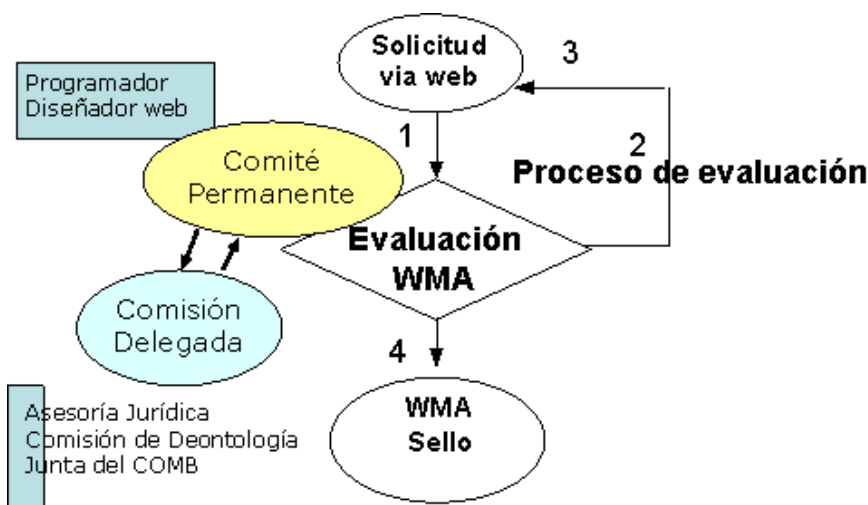 Solicitud
via web
3
Programador
Diseñador web
1
2
Comité
Permanente
Proceso de evaluación
Evaluación
WMA
Comisión
Delegada
4
WMA
Sello
Asesoría Jurídica
Comisión de Deontología
Junta del COMB